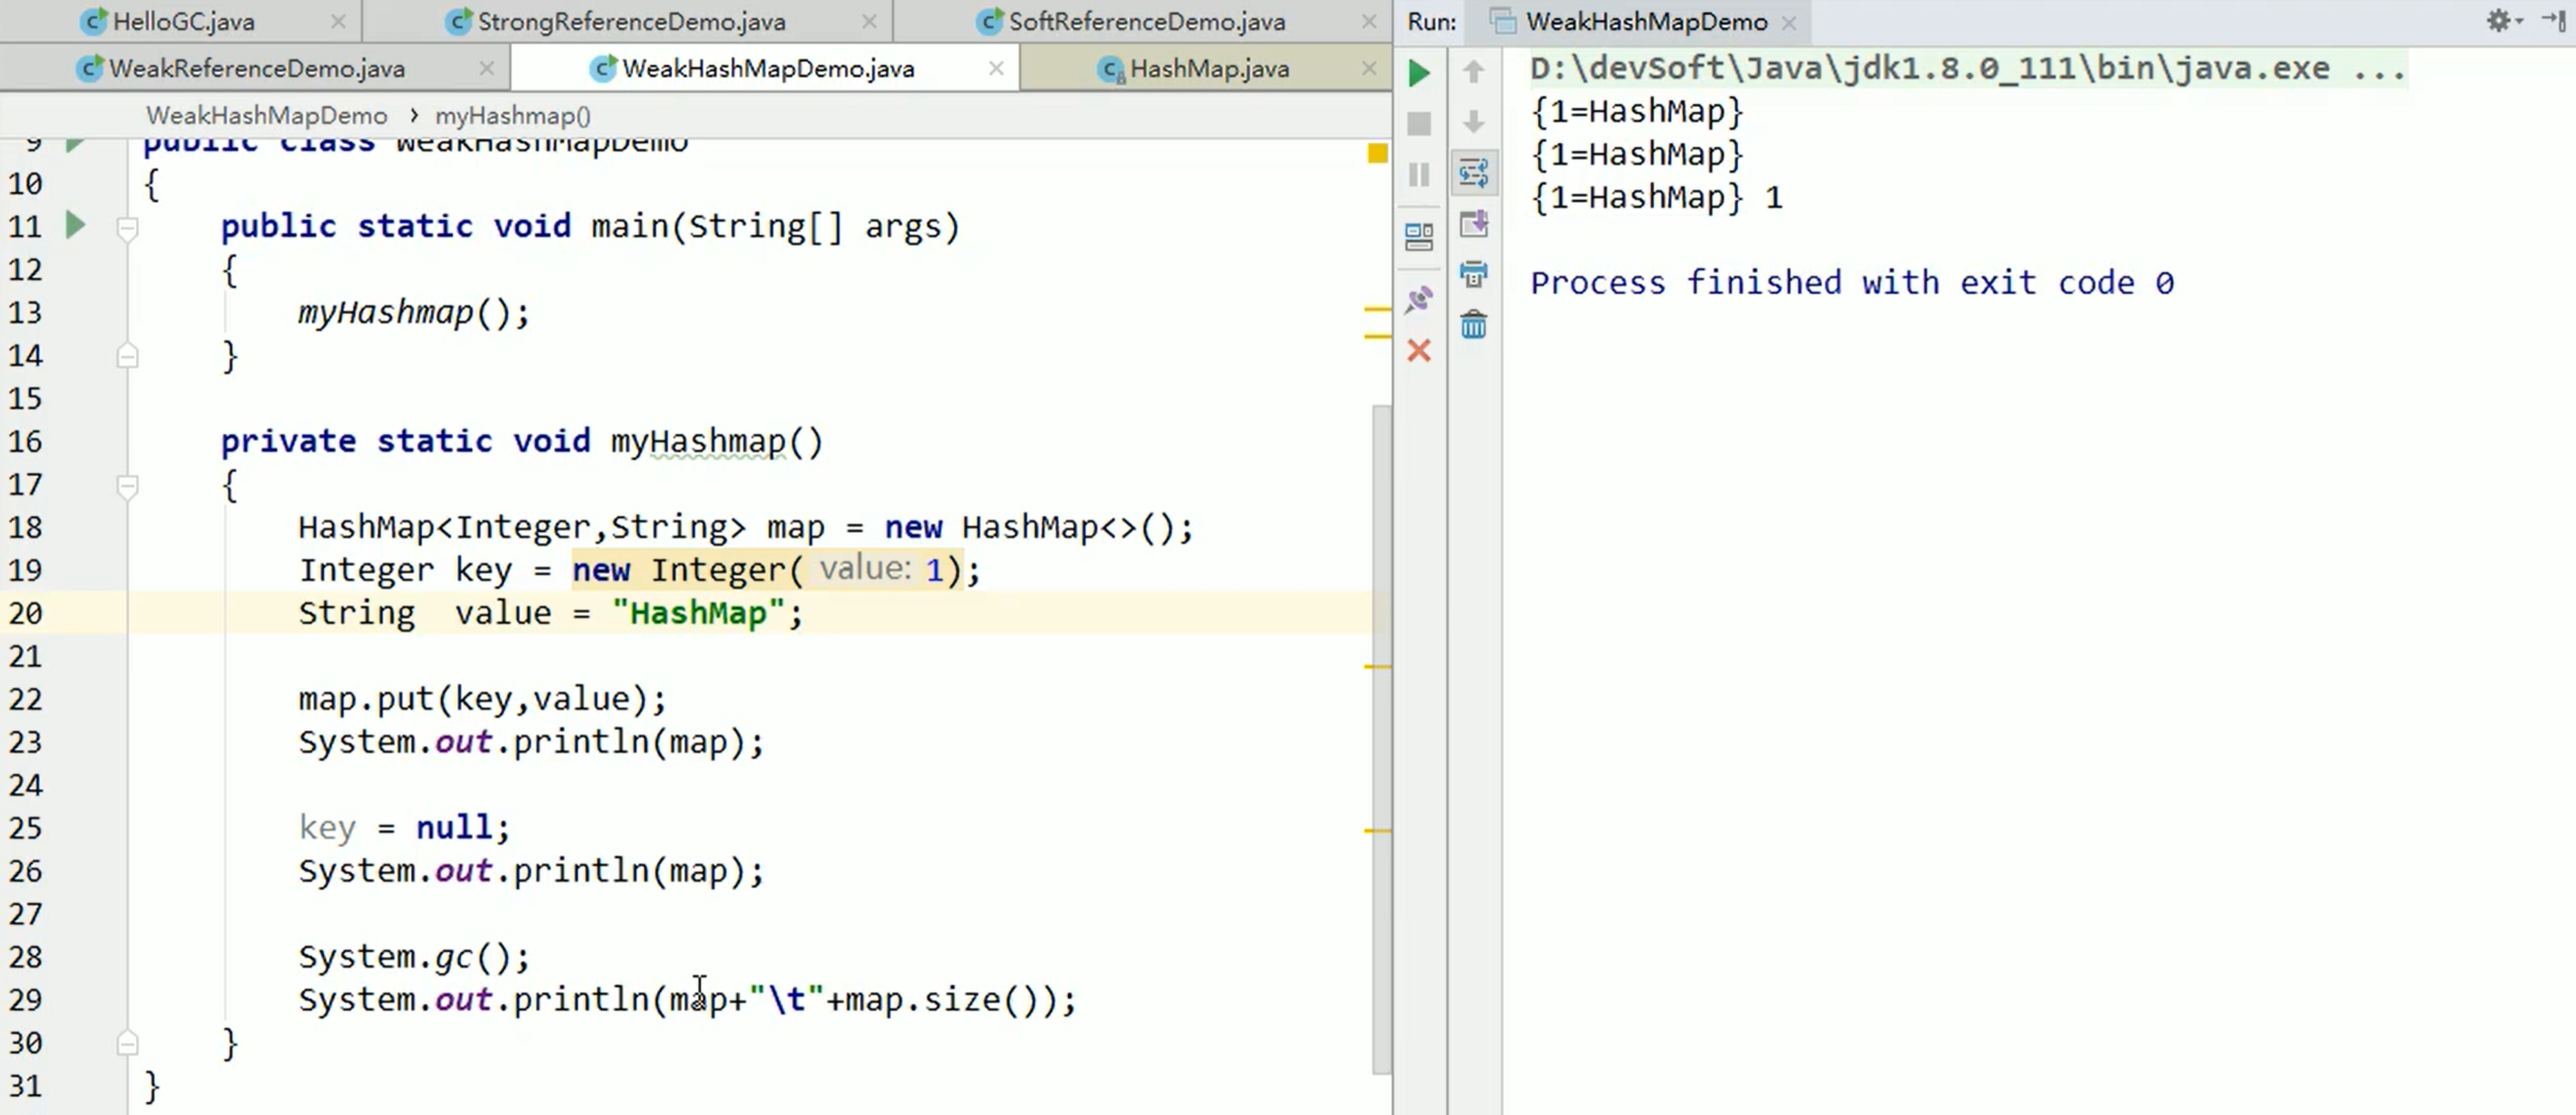 HelloGC.java StrongReferenceDemo.java SoftReferenceDemo.java
WeakReferenceDemo.java WeakHashMapDemo.java HashMap.java
WeakHashMapDemo › myHashmap()
9 public class WeakHashMapDemo
10 {
11 public static void main(String[] args)
12 {
13 myHashmap();
14 }
15
16 private static void myHashmap()
17 {
18 HashMap<Integer,String> map = new HashMap<>();
19 Integer key = new Integer( value: 1);
20 String  value = "HashMap";
21
22 map.put(key,value);
23 System.out.println(map);
24
25 key = null;
26 System.out.println(map);
27
28 System.gc();
29 System.out.println(map+"\t"+map.size());
30 }
31 }
Run: WeakHashMapDemo
D:\devSoft\Java\jdk1.8.0_111\bin\java.exe ...
{1=HashMap}
{1=HashMap}
{1=HashMap} 1
Process finished with exit code 0